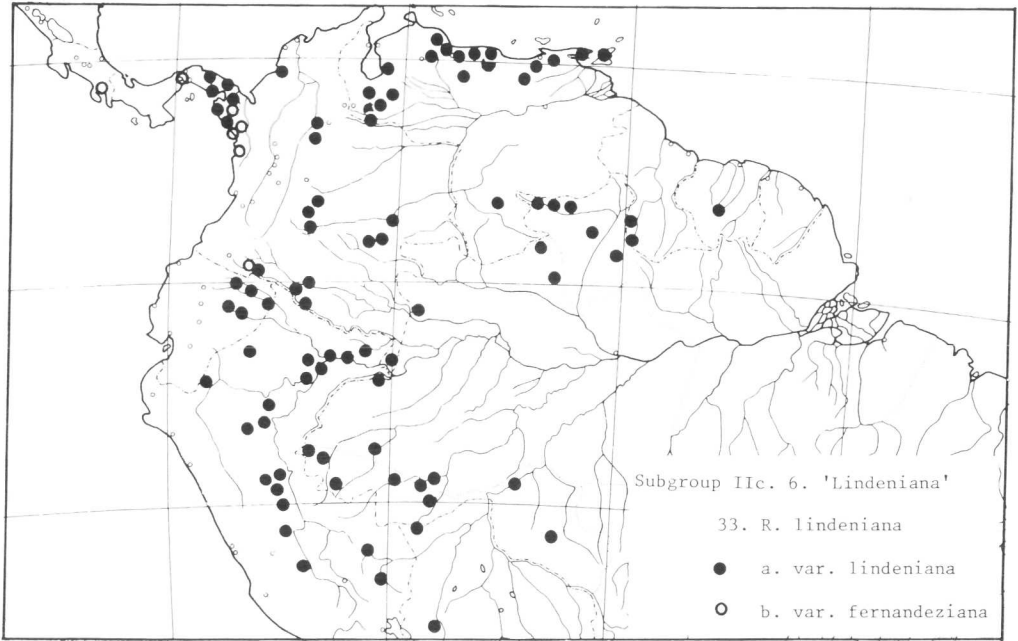 Subgroup IIc. 6. 'Lindeniana'
33. R. lindeniana
a. var. lindeniana
b. var. fernandeziana